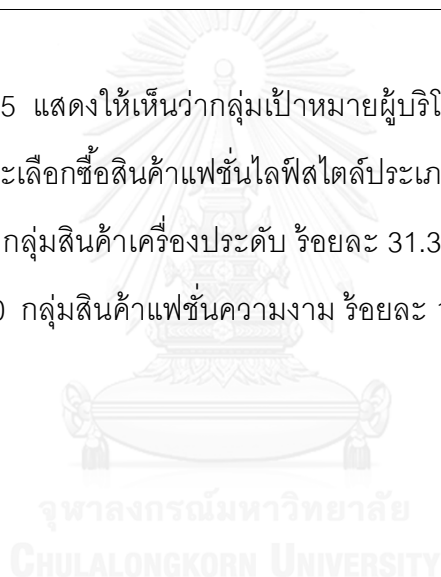 5 แสดงให้เห็นว่ากลุ่มเป้าหมายผู้บริโ
ะเลือกซื้อสินค้าแฟชั่นไลฟ์สไตล์ประเภ
กลุ่มสินค้าเครื่องประดับ ร้อยละ 31.3
กลุ่มสินค้าแฟชั่นความงาม ร้อยละ
จุฬาลงกรณ์มหาวิทยาลัย
CHULALONGKORN UNIVERSITY